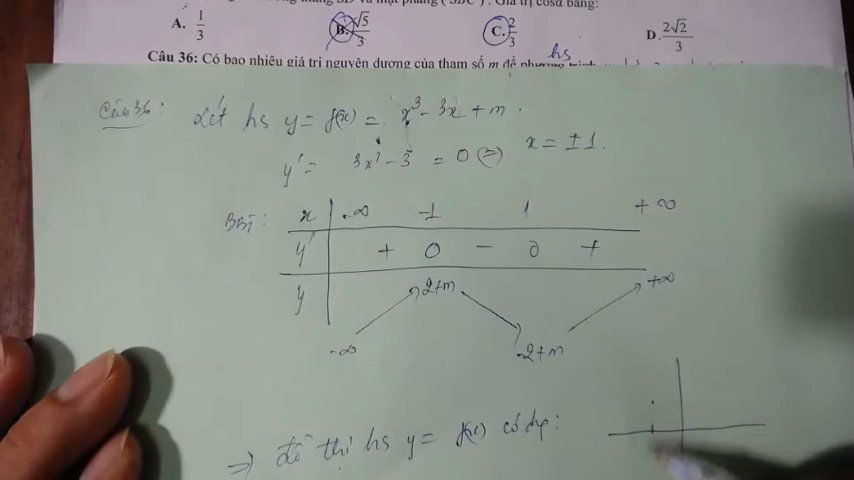 A. 1/3 B. √5/3 C. 2/3 D. 2√2/3
hs
Câu 36: Có bao nhiêu giá trị nguyên dương của tham số m để phương trình
Câu 36: Xét hs y = f(x) = x³ - 3x + m.
y' = 3x² - 3 = 0 (=) x = ±1.
BBT: x -∞ -1 1 +∞
y' + 0 - 0 +
y 2+m +∞
-∞ -2+m
=> đồ thị hs y = f(x) có dạng: